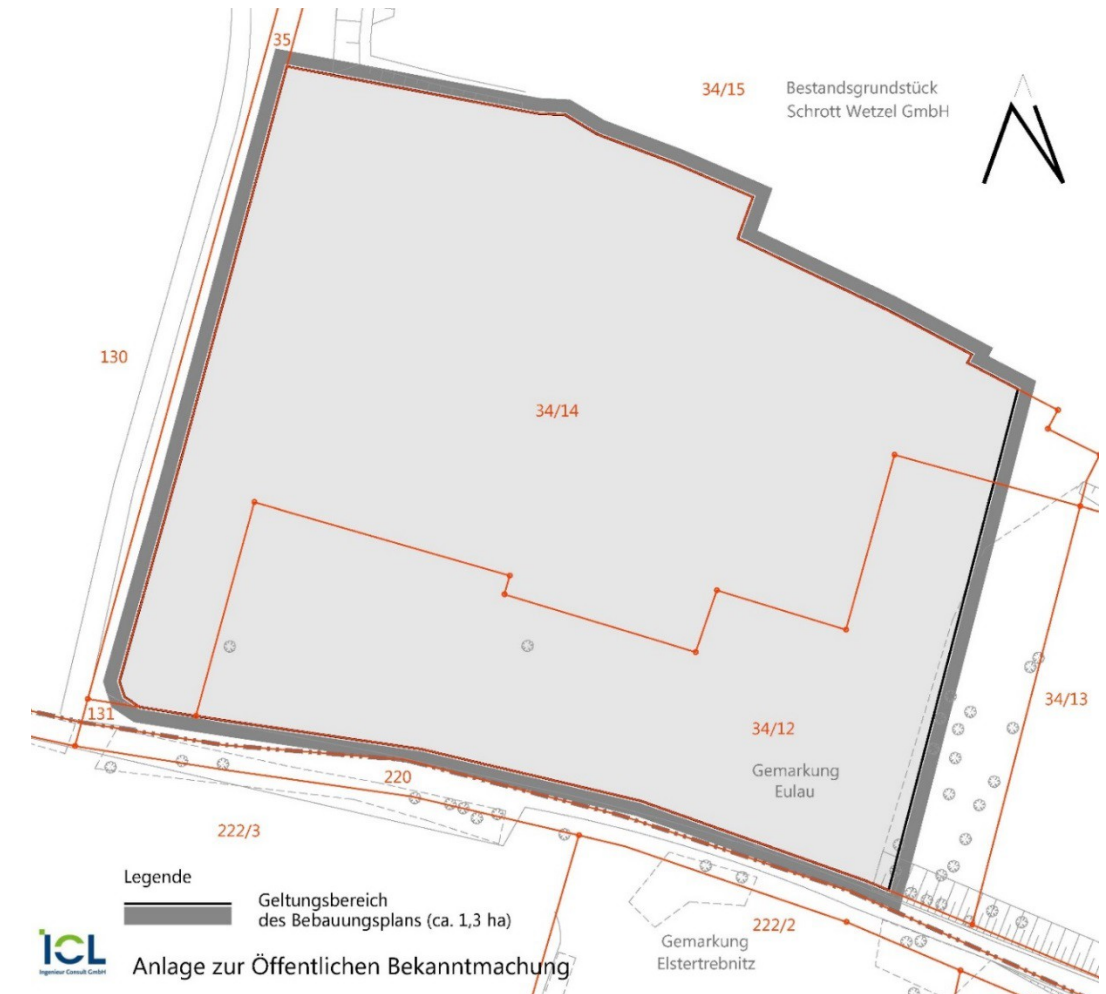 35
34/15
Bestandsgrundstück
Schrott Wetzel GmbH
130
34/14
34/13
131
34/12
Gemarkung
Eulau
220
222/3
222/2
Gemarkung
Elstertrebnitz
Legende
Geltungsbereich
des Bebauungsplans (ca. 1,3 ha)
ICL
Ingenieur Consult GmbH
Anlage zur Öffentlichen Bekanntmachung